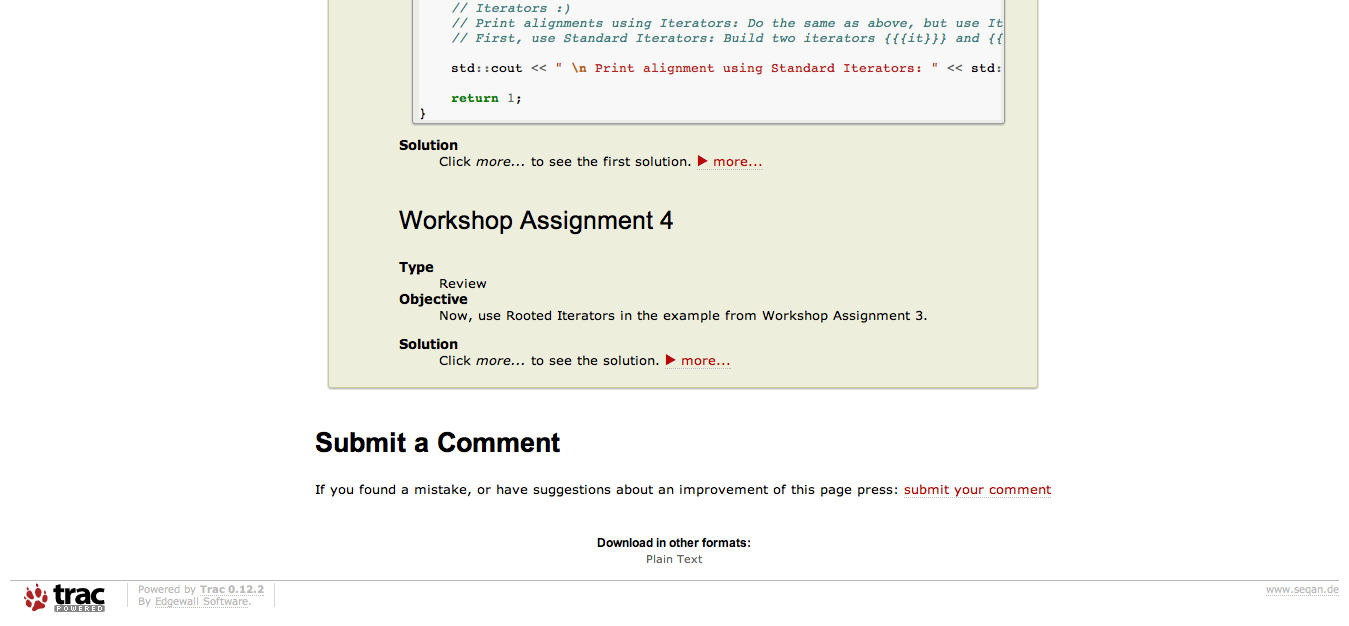 // Iterators :)
// Print alignments using Iterators: Do the same as above, but use It
// First, use Standard Iterators: Build two iterators {{{it}}} and {{
std::cout << " \n Print alignment using Standard Iterators: " << std:
return 1;
}
Solution
Click more... to see the first solution. ▶ more...
Workshop Assignment 4
Type
Review
Objective
Now, use Rooted Iterators in the example from Workshop Assignment 3.
Solution
Click more... to see the solution. ▶ more...
Submit a Comment
If you found a mistake, or have suggestions about an improvement of this page press: submit your comment
Download in other formats:
Plain Text
trac
POWERED
Powered by Trac 0.12.2
By Edgewall Software.
www.seqan.de